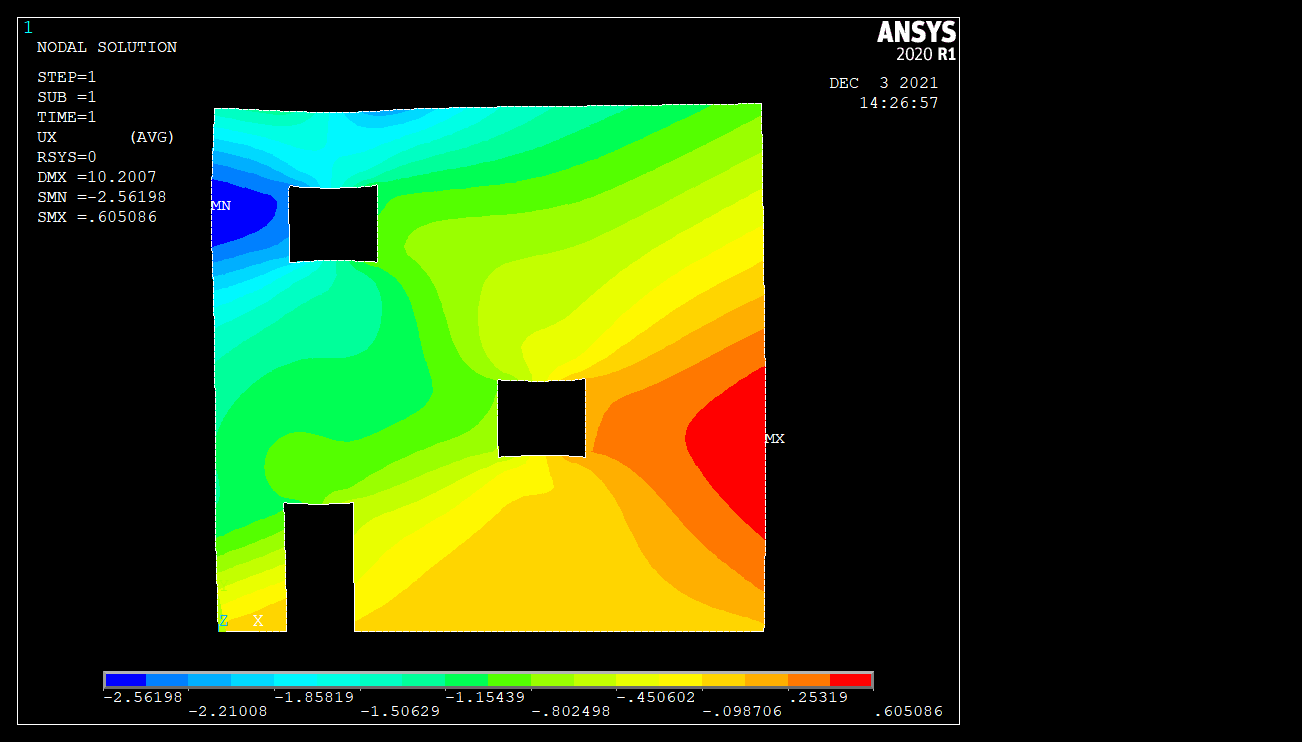 1
NODAL SOLUTION
STEP=1
SUB =1
TIME=1
UX (AVG)
RSYS=0
DMX =10.2007
SMN =-2.56198
SMX =.605086
ANSYS
2020 R1
DEC 3 2021
14:26:57
MN
MX
Z X
-2.56198 -1.85819 -1.15439 -.450602 .25319
-2.21008 -1.50629 -.802498 -.098706 .605086